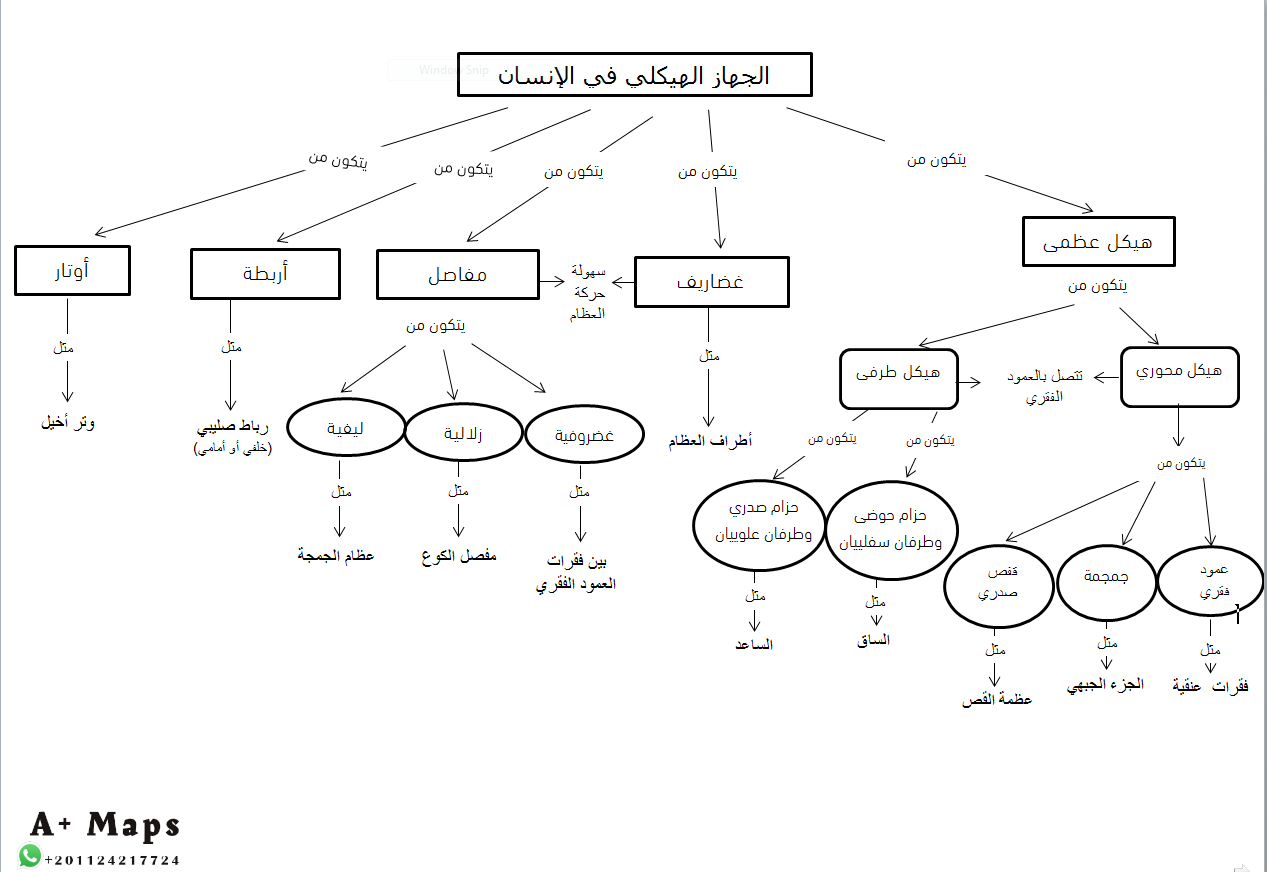 الجهاز الهيكلي في الإنسان
Window Snip
يتكون من
يتكون من
يتكون من
يتكون من
يتكون من
هيكل عظمى
غضاريف
سهولة
حركة
العظام
مفاصل
أربطة
أوتار
يتكون من
هيكل محوري
تتصل بالعمود
الفقري
هيكل طرفى
يتكون من
يتكون من
يتكون من
عمود
فقري
جمجمة
قفص
صدري
حزام حوضى
وطرفان سفلييان
حزام صدري
وطرفان علوييان
مثل
مثل
مثل
مثل
مثل
فقرات عنقية
الجزء الجبهي
عظمة القص
الساق
الساعد
مثل
أطراف العظام
يتكون من
غضروفية
زلالية
ليفية
مثل
مثل
مثل
بين فقرات
العمود الفقري
مفصل الكوع
عظام الجمجة
مثل
رباط صليبي
(خلفي أو أمامي)
مثل
وتر أخيل
A+ Maps
+201124217724